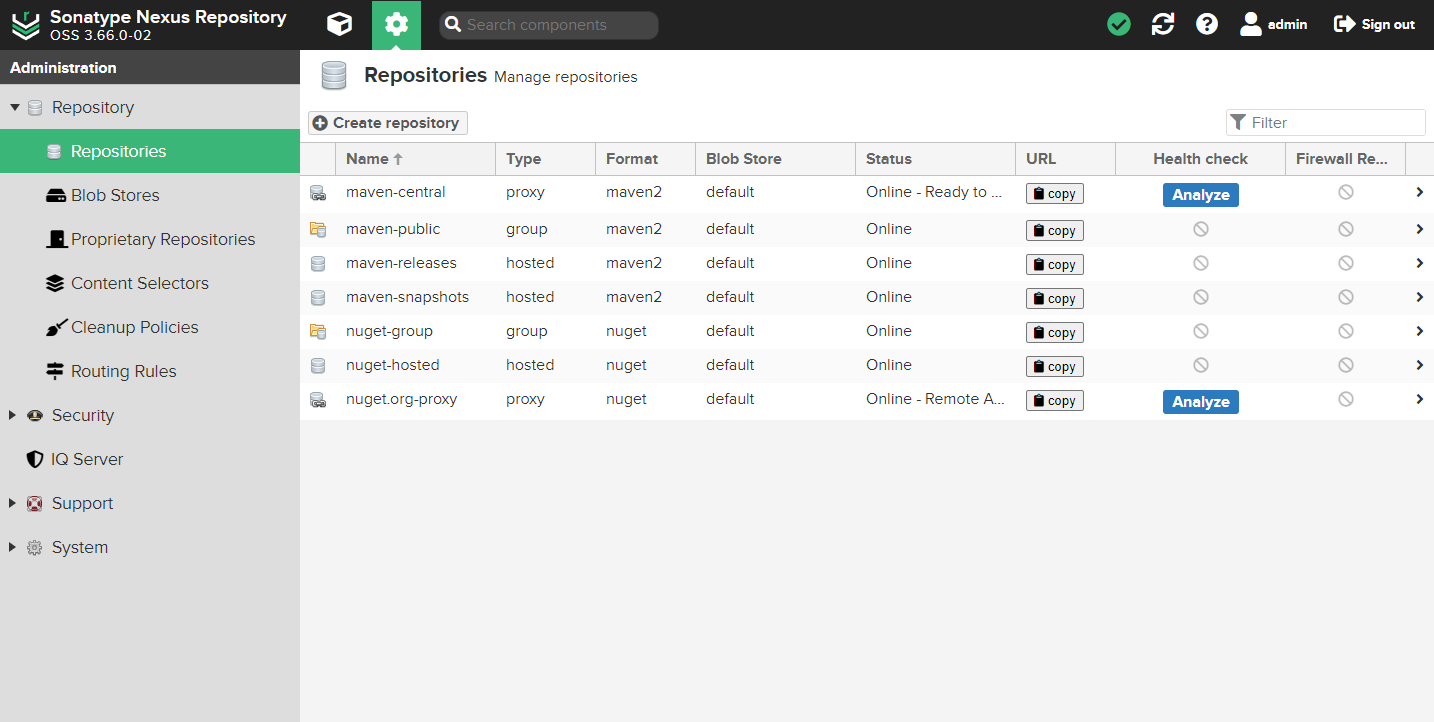 Sonatype Nexus Repository
OSS 3.66.0-02
Search components
admin
Sign out
Administration
Repository
Repositories
Blob Stores
Proprietary Repositories
Content Selectors
Cleanup Policies
Routing Rules
Security
IQ Server
Support
System
Repositories Manage repositories
Create repository
Filter
Name Type Format Blob Store Status URL Health check Firewall Re...
maven-central proxy maven2 default Online - Ready to ... copy Analyze
maven-public group maven2 default Online copy
maven-releases hosted maven2 default Online copy
maven-snapshots hosted maven2 default Online copy
nuget-group group nuget default Online copy
nuget-hosted hosted nuget default Online copy
nuget.org-proxy proxy nuget default Online - Remote A... copy Analyze